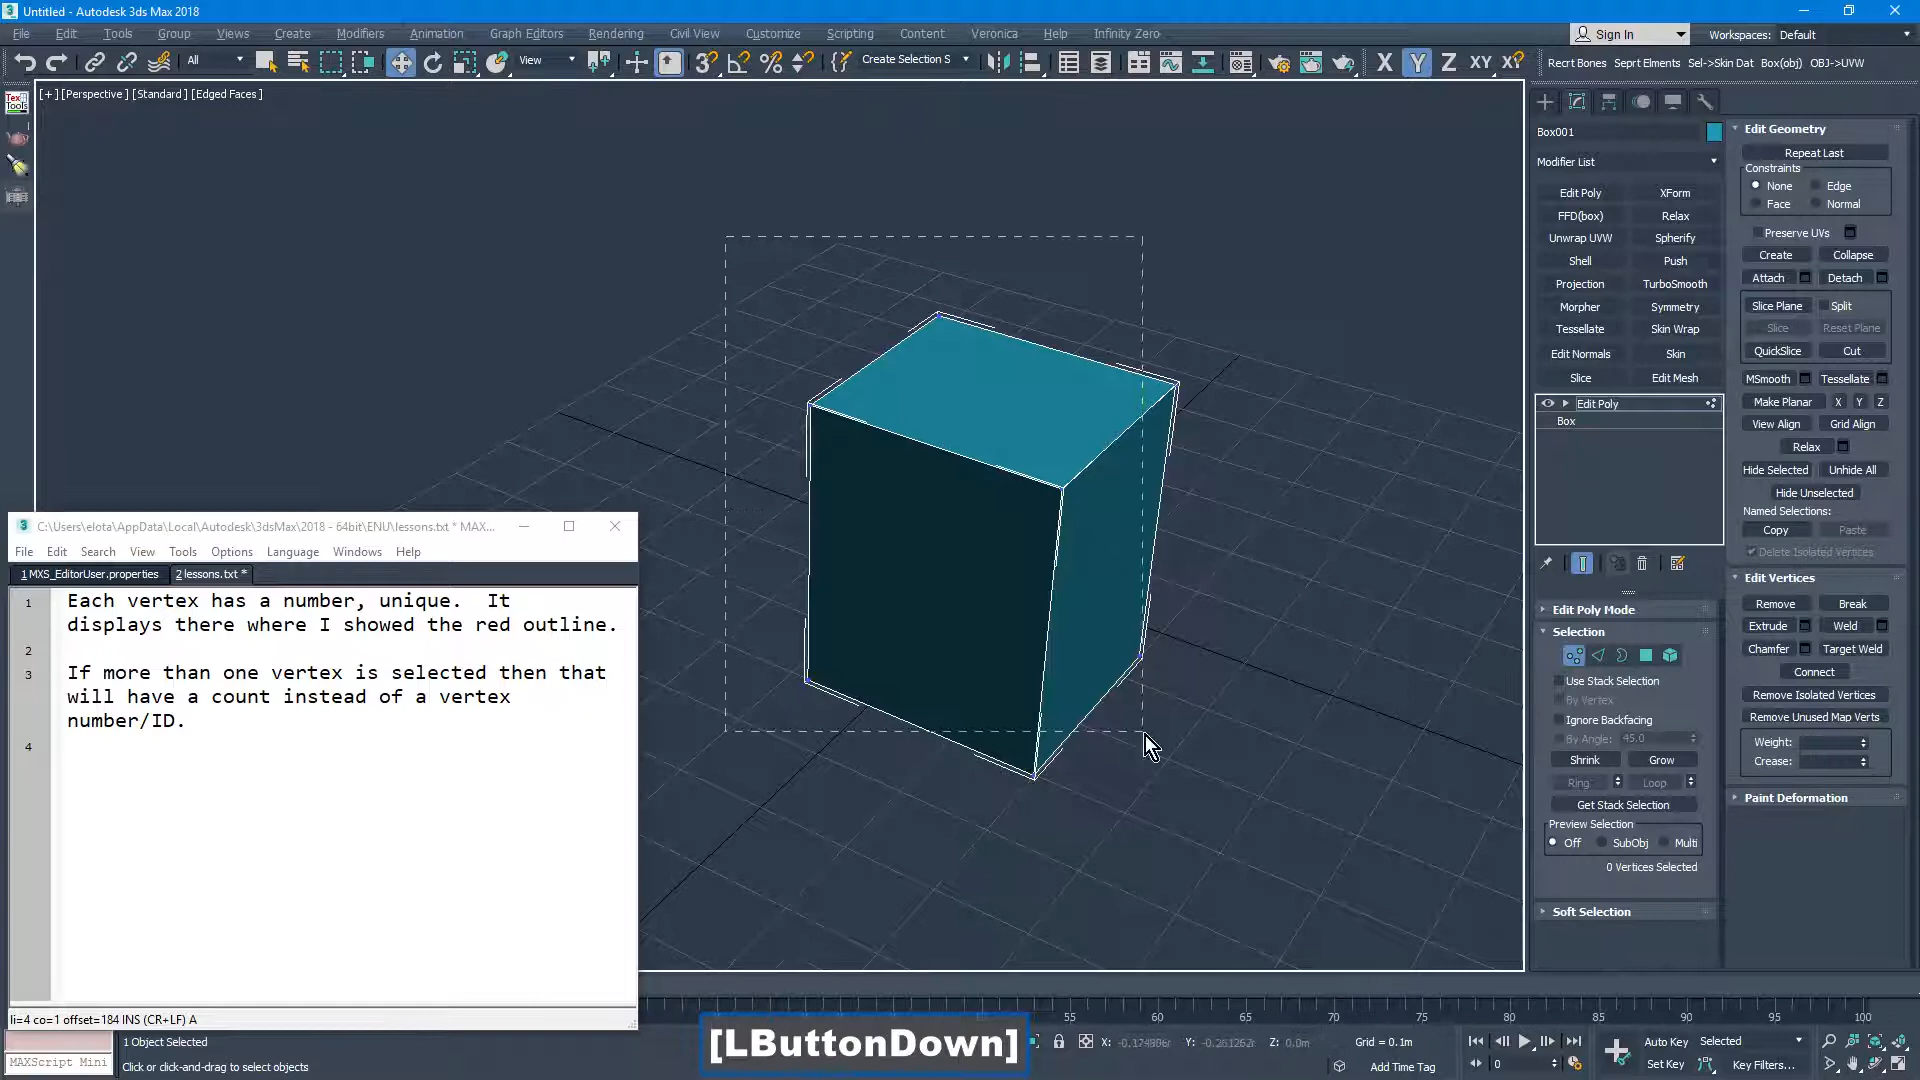 Untitled - Autodesk 3ds Max 2018
File Edit Tools Group Views Create Modifiers Animation Graph Editors Rendering Civil View Customize Scripting Content Veronica Help Infinity Zero
Sign In
Workspaces: Default
All
View
Create Selection S
X Y Z XY
Recrt Bones Seprt Elments Sel->Skin Dat Box(obj) OBJ->UVW
[+] [Perspective ] [Standard ] [Edged Faces ]
Box001
Modifier List
Edit Poly XForm
FFD(box) Relax
Unwrap UVW Spherify
Shell Push
Projection TurboSmooth
Morpher Symmetry
Tessellate Skin Wrap
Edit Normals Skin
Slice Edit Mesh
Edit Poly
Box
Edit Poly Mode
Selection
Use Stack Selection
By Vertex
Ignore Backfacing
By Angle: 45.0
Shrink Grow
Ring Loop
Get Stack Selection
Preview Selection
Off SubObj Multi
0 Vertices Selected
Soft Selection
Edit Geometry
Repeat Last
Constraints
None Edge
Face Normal
Preserve UVs
Create Collapse
Attach Detach
Slice Plane Split
Slice Reset Plane
QuickSlice Cut
MSmooth Tessellate
Make Planar X Y Z
View Align Grid Align
Relax
Hide Selected Unhide All
Hide Unselected
Named Selections:
Copy Paste
Delete Isolated Vertices
Edit Vertices
Remove Break
Extrude Weld
Chamfer Target Weld
Connect
Remove Isolated Vertices
Remove Unused Map Verts
Weight:
Crease:
Paint Deformation
C:\Users\elota\AppData\Local\Autodesk\3dsMax\2018 - 64bit\ENU\lessons.txt * MAX...
File Edit Search View Tools Options Language Windows Help
1 MXS_EditorUser.properties 2 lessons.txt *
1 Each vertex has a number, unique.  It
displays there where I showed the red outline.
2
3 If more than one vertex is selected then that
will have a count instead of a vertex
number/ID.
4
li=4 co=1 offset=184 INS (CR+LF) A
55 60 65 70 75 80 85 90 95 100
MAXScript Mini
1 Object Selected
Click or click-and-drag to select objects
[LButtonDown]
X: -0.174986m Y: -0.261262m Z: 0.0m
Grid = 0.1m
Add Time Tag
0
Auto Key Selected
Set Key Key Filters...